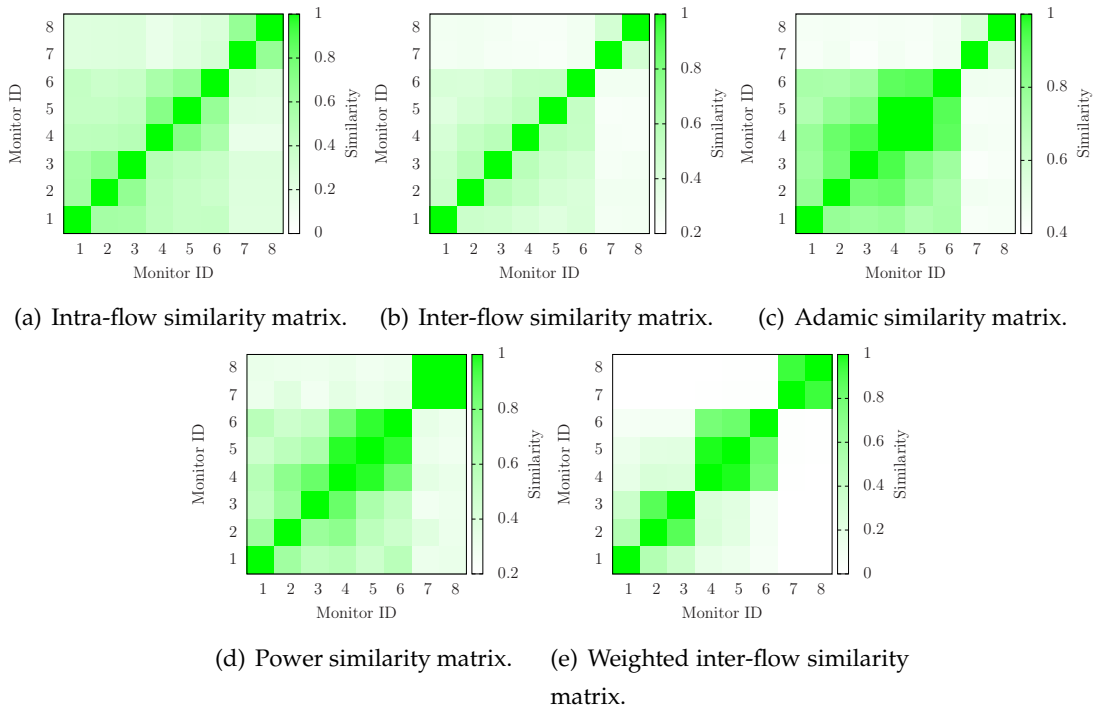 8
7
6
5
4
3
2
1
Monitor ID
1 2 3 4 5 6 7 8
Monitor ID
1
0.8
0.6
0.4
0.2
0
Similarity
8
7
6
5
4
3
2
1
Monitor ID
1 2 3 4 5 6 7 8
Monitor ID
1
0.8
0.6
0.4
0.2
Similarity
8
7
6
5
4
3
2
1
Monitor ID
1 2 3 4 5 6 7 8
Monitor ID
1
0.8
0.6
0.4
Similarity
(a) Intra-flow similarity matrix.
(b) Inter-flow similarity matrix.
(c) Adamic similarity matrix.
8
7
6
5
4
3
2
1
Monitor ID
1 2 3 4 5 6 7 8
Monitor ID
1
0.8
0.6
0.4
0.2
Similarity
8
7
6
5
4
3
2
1
Monitor ID
1 2 3 4 5 6 7 8
Monitor ID
1
0.8
0.6
0.4
0.2
0
Similarity
(d) Power similarity matrix.
(e) Weighted inter-flow similarity
matrix.